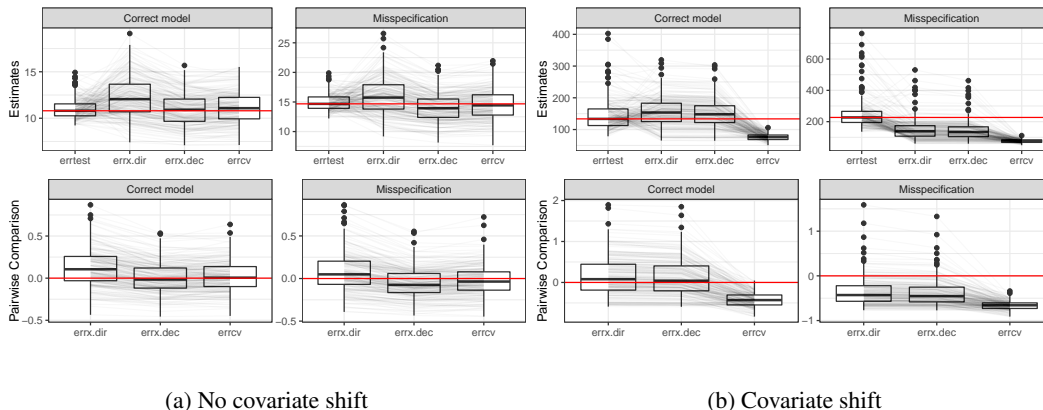 Correct model
Misspecification
Correct model
Misspecification
Estimates
15
10
25
20
15
10
Estimates
400
300
200
100
600
400
200
errtest errx.dir errx.dec errcv
errtest errx.dir errx.dec errcv
errtest errx.dir errx.dec errcv
errtest errx.dir errx.dec errcv
Correct model
Misspecification
Correct model
Misspecification
Pairwise Comparison
0.5
0.0
−0.5
0.5
0.0
−0.5
Pairwise Comparison
2
1
0
1
0
−1
errx.dir errx.dec errcv
errx.dir errx.dec errcv
errx.dir errx.dec errcv
errx.dir errx.dec errcv
(a) No covariate shift
(b) Covariate shift